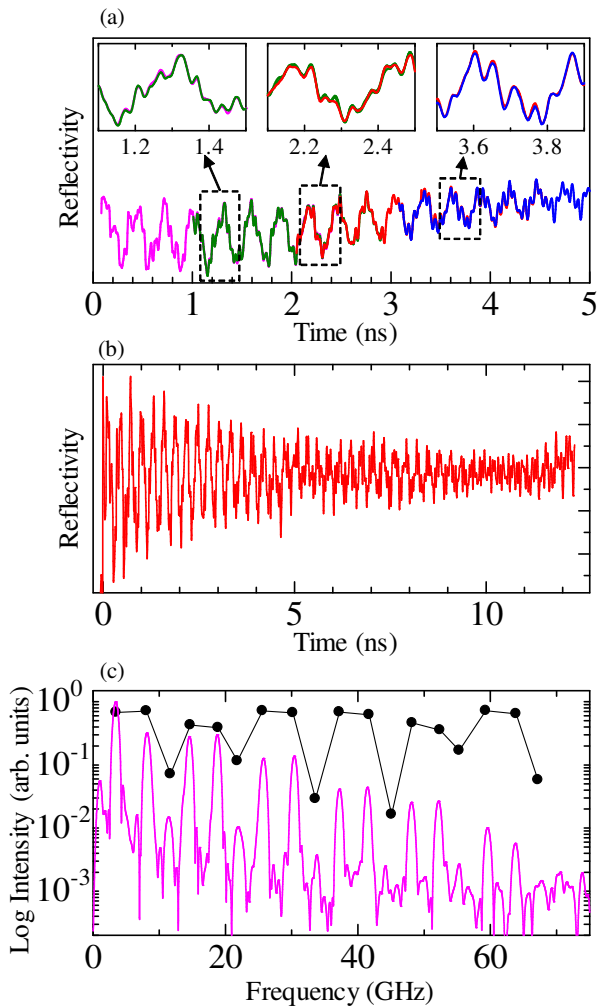 (a)
1.2 1.4 2.2 2.4 3.6 3.8
Reflectivity
0 1 2 3 4 5
Time (ns)
(b)
Reflectivity
0 5 10
Time (ns)
(c)
Log Intensity (arb. units)
10^0
10^-1
10^-2
10^-3
0 20 40 60
Frequency (GHz)